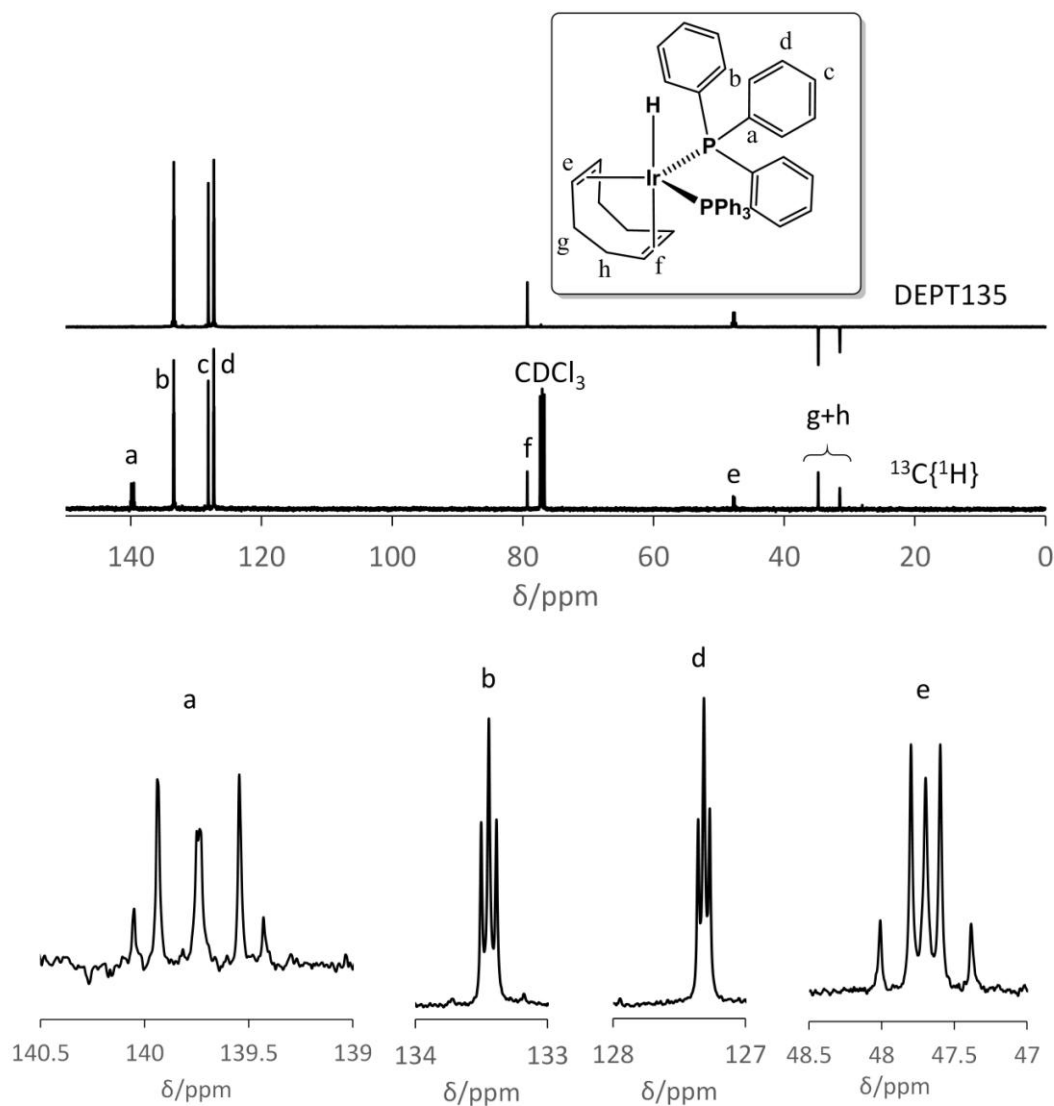 d
b
c
H
a
P
e
Ir
PPh3
g
h
f
DEPT135
CDCl3
b
c
d
g+h
f
a
e
13C{1H}
140 120 100 80 60 40 20 0
δ/ppm
a
b
d
e
140.5 140 139.5 139
134 133
128 127
48.5 48 47.5 47
δ/ppm
δ/ppm
δ/ppm
δ/ppm